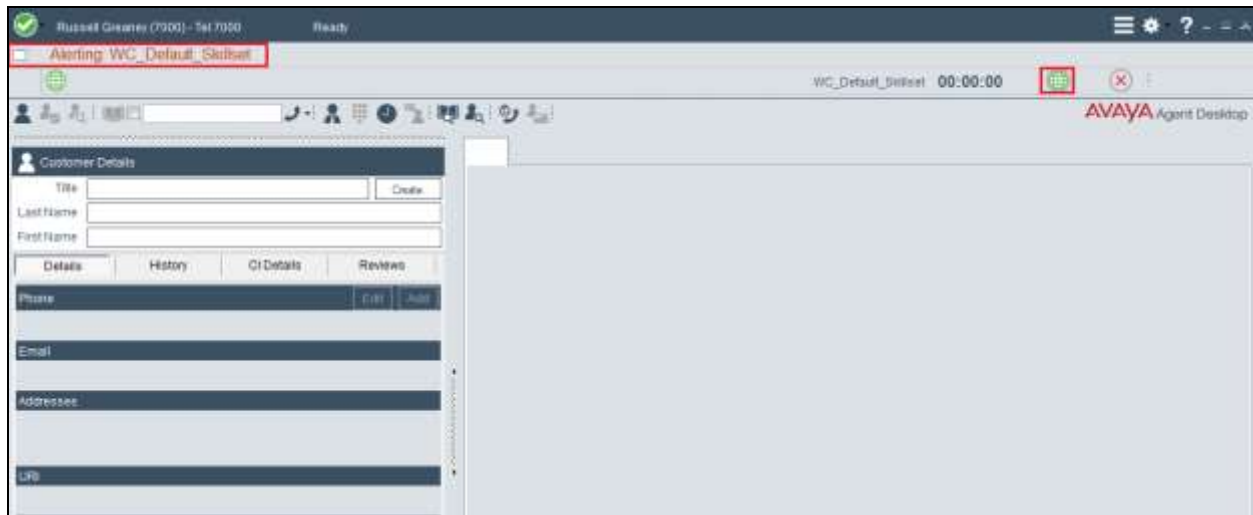 Russell Greaney (7900) - Tel 7000 Ready ?
Alerting WC_Default_Skillset
WC_Default_Skillset 00:00:00
AVAYA Agent Desktop
Customer Details
Title Create
Last Name
First Name
Details History CI Details Reviews
Phone Edit Add
Email
Addresses
URI